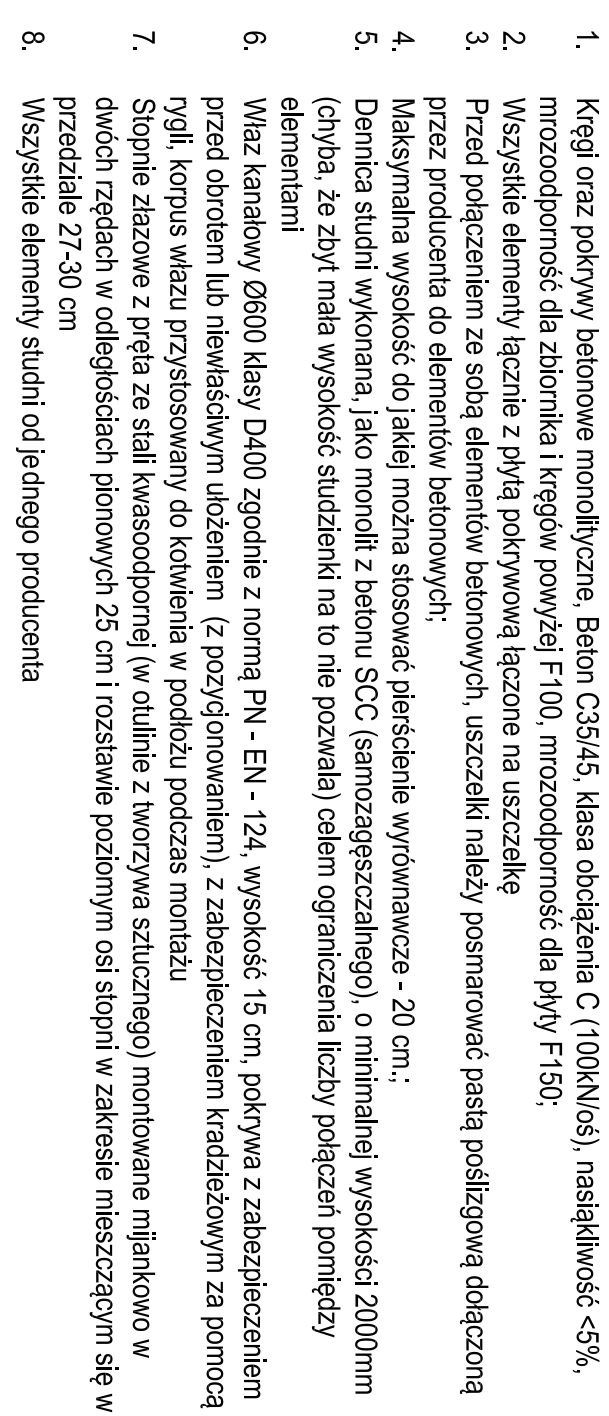 1. Kręgi oraz pokrywy betonowe monolityczne, Beton C35/45, klasa obciążenia C (100kN/oś), nasiąkliwość <5%,
mrozoodporność dla zbiornika i kręgów powyżej F100, mrozoodporność dla płyty F150;
2. Wszystkie elementy łącznie z płytą pokrywową łączone na uszczelkę
3. Przed połączeniem ze sobą elementów betonowych, uszczelki należy posmarować pastą poślizgową dołączoną
przez producenta do elementów betonowych;
4. Maksymalna wysokość do jakiej można stosować pierścienie wyrównawcze - 20 cm.;
5. Dennica studni wykonana, jako monolit z betonu SCC (samozagęszczalnego), o minimalnej wysokości 2000mm
(chyba, że zbyt mała wysokość studzienki na to nie pozwala) celem ograniczenia liczby połączeń pomiędzy
elementami
6. Właz kanałowy Ø600 klasy D400 zgodnie z normą PN - EN - 124, wysokość 15 cm, pokrywa z zabezpieczeniem
przed obrotem lub niewłaściwym ułożeniem (z pozycjonowaniem), z zabezpieczeniem kradzieżowym za pomocą
rygli, korpus włazu przystosowany do kotwienia w podłożu podczas montażu
7. Stopnie złazowe z pręta ze stali kwasoodpornej (w otulinie z tworzywa sztucznego) montowane mijankowo w
dwóch rzędach w odległościach pionowych 25 cm i rozstawie poziomym osi stopni w zakresie mieszczącym się w
przedziale 27-30 cm
8. Wszystkie elementy studni od jednego producenta